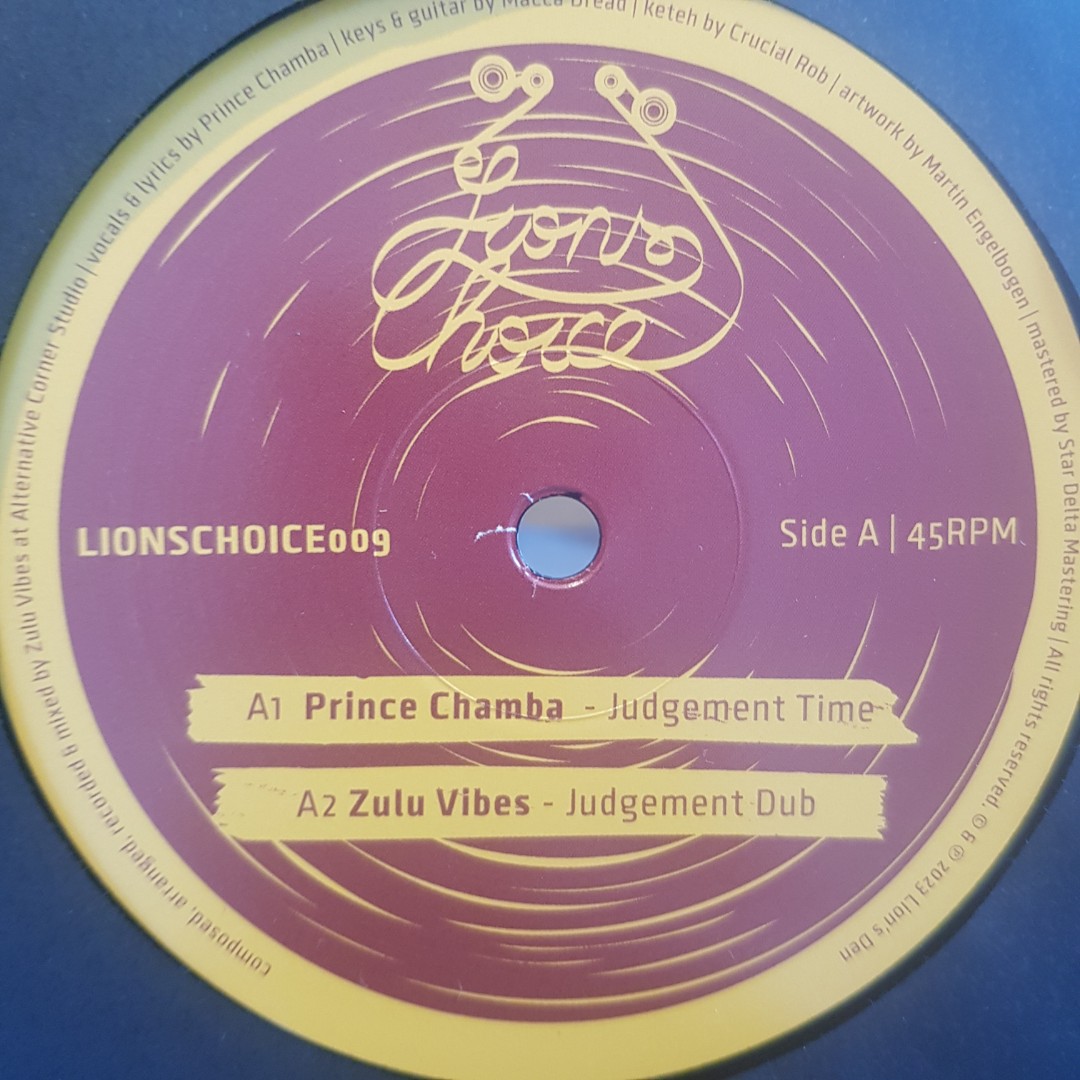 Lions
Choice
LIONSCHOICE009
Side A | 45RPM
A1 Prince Chamba - Judgement Time
A2 Zulu Vibes - Judgement Dub
composed, arranged, recorded & mixed by Zulu Vibes at Alternative Corner Studio | vocals & lyrics by Prince Chamba | keys & guitar by Macca Dread | keteh by Crucial Rob | artwork by Martin Engelbogen | mastered by Star Delta Mastering | All rights reserved. © & ℗ 2023 Lion's Den